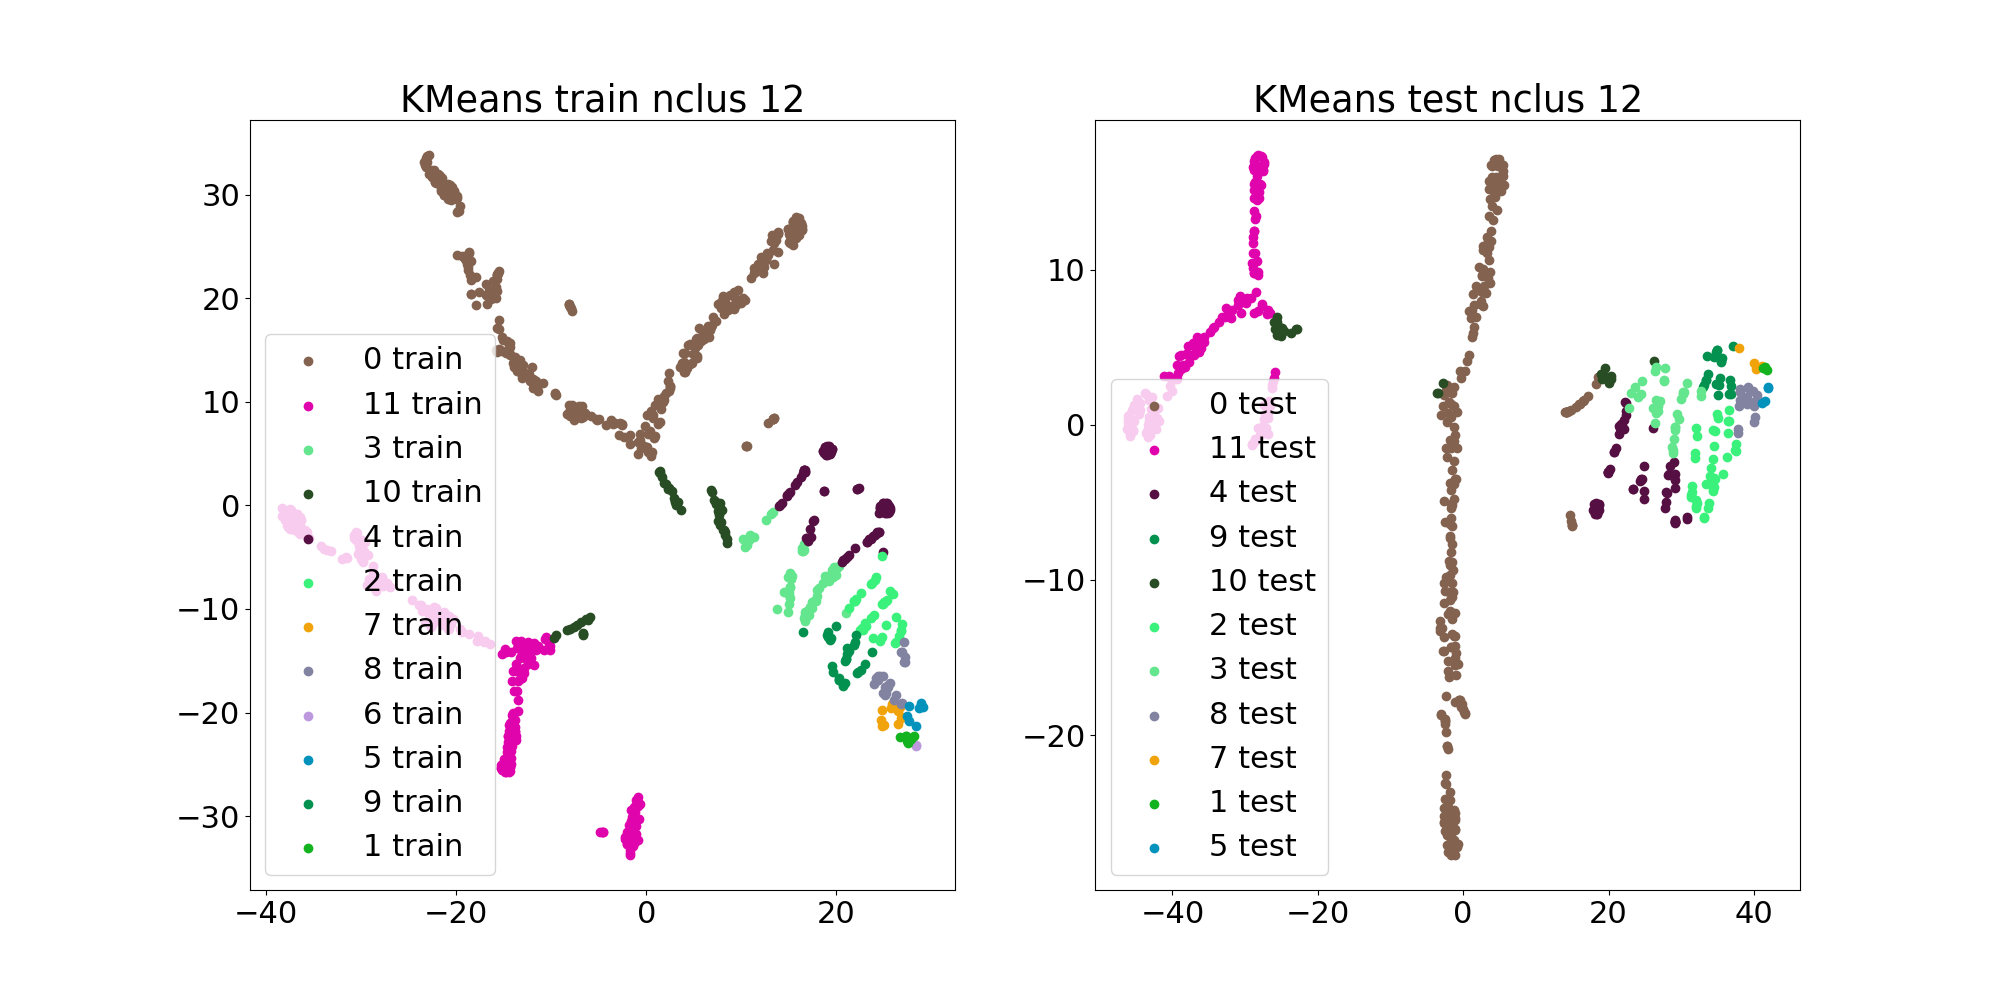 KMeans train nclus 12
30
20
10
0
−10
−20
−30
−40
−20
0
20
0 train
11 train
3 train
10 train
4 train
2 train
7 train
8 train
6 train
5 train
9 train
1 train
KMeans test nclus 12
10
0
−10
−20
−40
−20
0
20
40
0 test
11 test
4 test
9 test
10 test
2 test
3 test
8 test
7 test
1 test
5 test